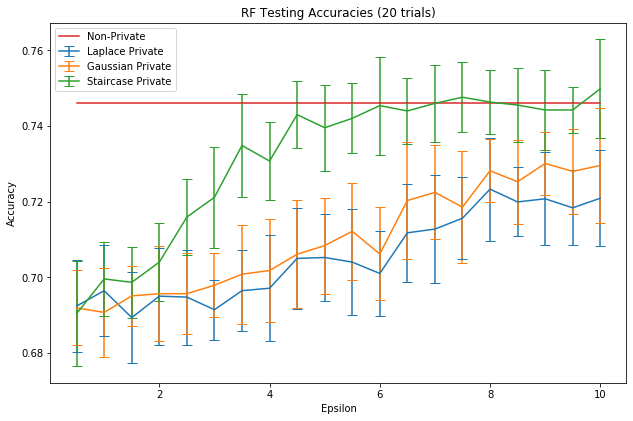 RF Testing Accuracies (20 trials)
Non-Private
Laplace Private
Gaussian Private
Staircase Private
Accuracy
0.76
0.74
0.72
0.70
0.68
2
4
6
8
10
Epsilon